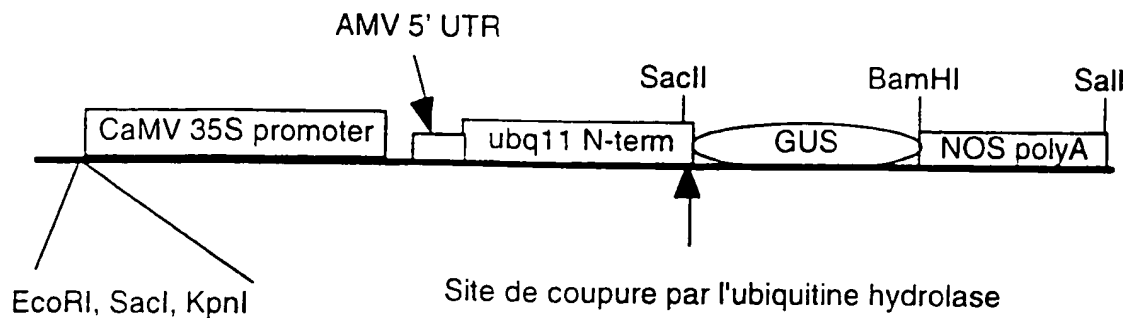 AMV 5' UTR
SacII
BamHI
SalI
CaMV 35S promoter
ubq11 N-term
GUS
NOS polyA
EcoRI, SacI, KpnI
Site de coupure par l'ubiquitine hydrolase